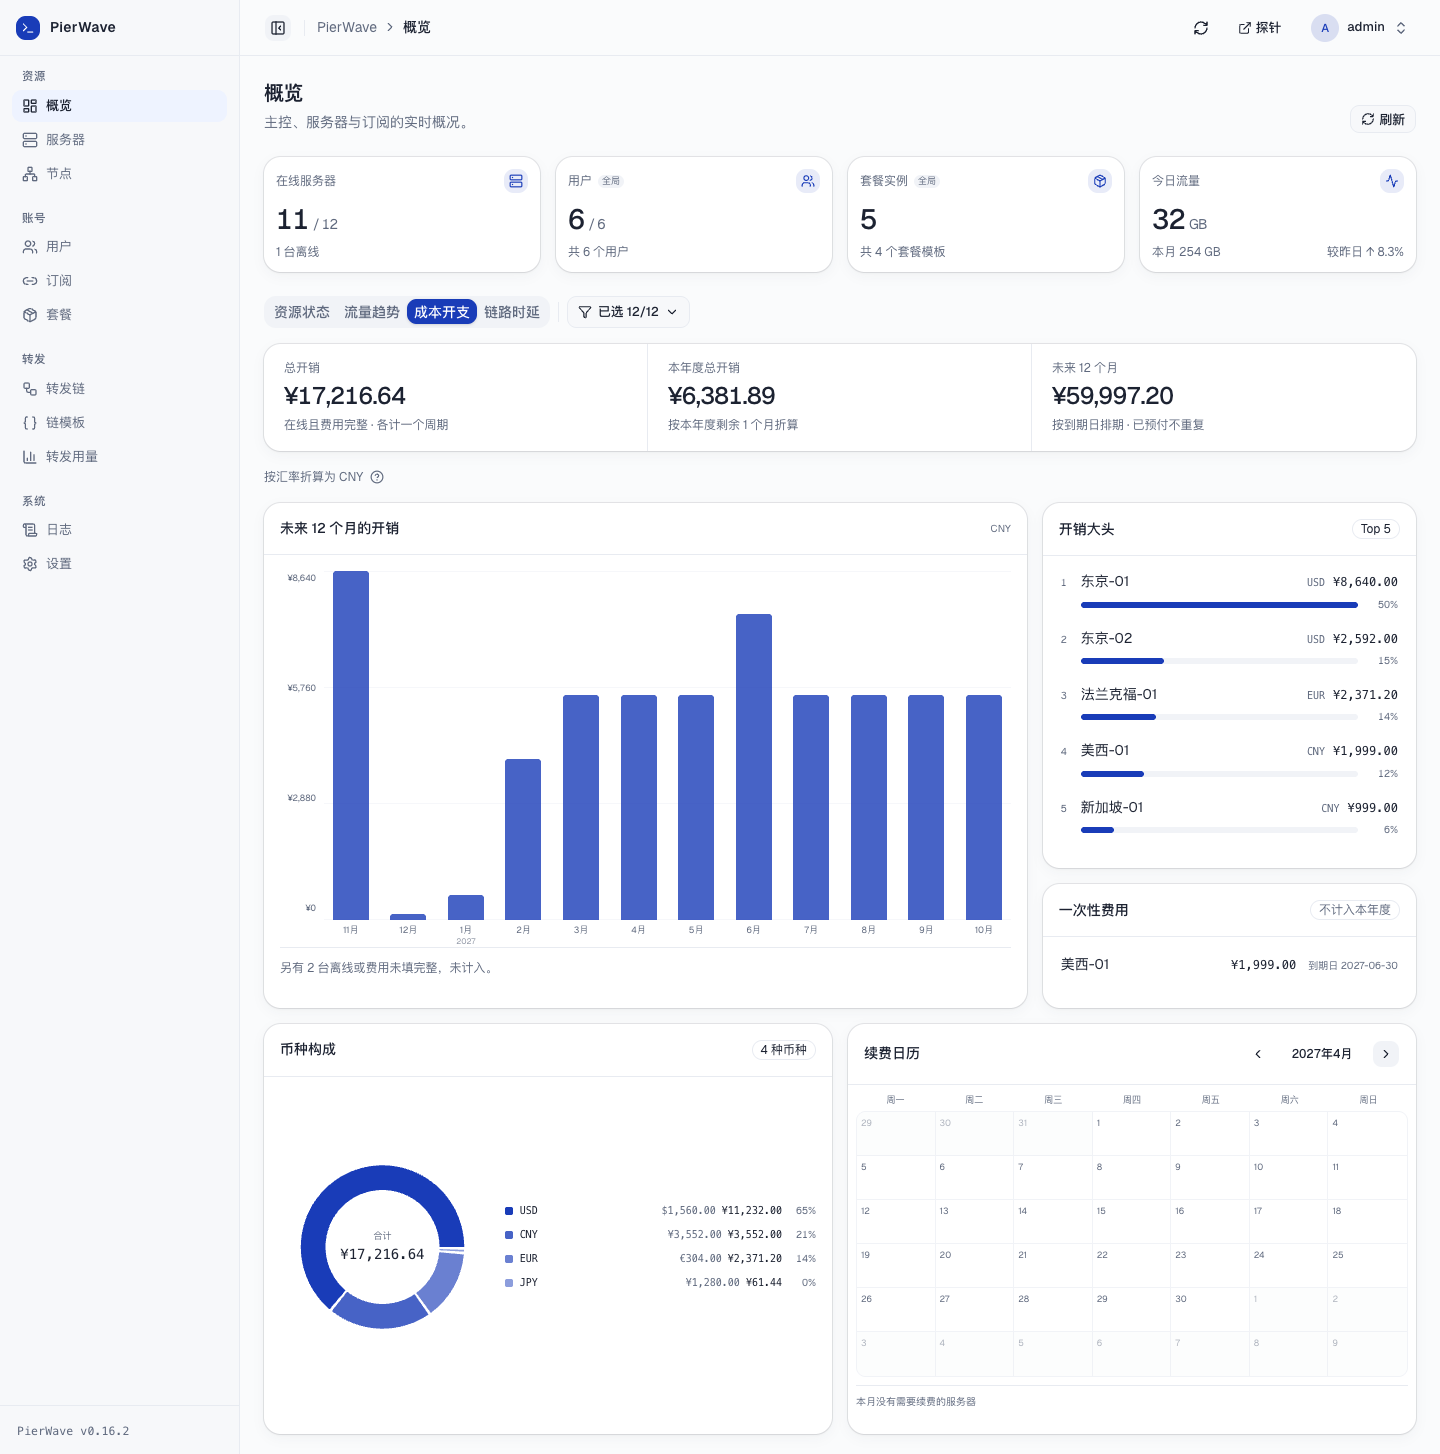 PierWave
PierWave > 概览
探针
A admin
资源
概览
服务器
节点
账号
用户
订阅
套餐
转发
转发链
链模板
转发用量
系统
日志
设置
PierWave v0.16.2
概览
主控、服务器与订阅的实时概况。
刷新
在线服务器
11 / 12
1 台离线
用户 全局
6 / 6
共 6 个用户
套餐实例 全局
5
共 4 个套餐模板
今日流量
32 GB
本月 254 GB 较昨日 ↑ 8.3%
资源状态 流量趋势 成本开支 链路时延
已选 12/12
总开销
¥17,216.64
在线且费用完整 · 各计一个周期
本年度总开销
¥6,381.89
按本年度剩余 1 个月折算
未来 12 个月
¥59,997.20
按到期日排期 · 已预付不重复
按汇率折算为 CNY
未来 12 个月的开销 CNY
¥8,640
¥5,760
¥2,880
¥0
11月 12月 1月 2月 3月 4月 5月 6月 7月 8月 9月 10月
2027
另有 2 台离线或费用未填完整，未计入。
开销大头 Top 5
1 东京-01 USD ¥8,640.00
50%
2 东京-02 USD ¥2,592.00
15%
3 法兰克福-01 EUR ¥2,371.20
14%
4 美西-01 CNY ¥1,999.00
12%
5 新加坡-01 CNY ¥999.00
6%
一次性费用 不计入本年度
美西-01 ¥1,999.00 到期日 2027-06-30
币种构成 4 种币种
合计
¥17,216.64
USD $1,560.00 ¥11,232.00 65%
CNY ¥3,552.00 ¥3,552.00 21%
EUR €304.00 ¥2,371.20 14%
JPY ¥1,280.00 ¥61.44 0%
续费日历 2027年4月
周一 周二 周三 周四 周五 周六 周日
29 30 31 1 2 3 4
5 6 7 8 9 10 11
12 13 14 15 16 17 18
19 20 21 22 23 24 25
26 27 28 29 30 1 2
3 4 5 6 7 8 9
本月没有需要续费的服务器